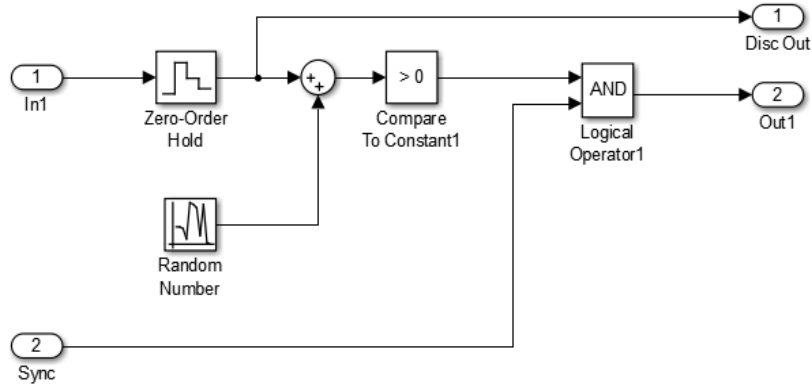 1
Disc Out
1
In1
Zero-Order
Hold
+
+
> 0
Compare
To Constant1
AND
Logical
Operator1
2
Out1
Random
Number
2
Sync